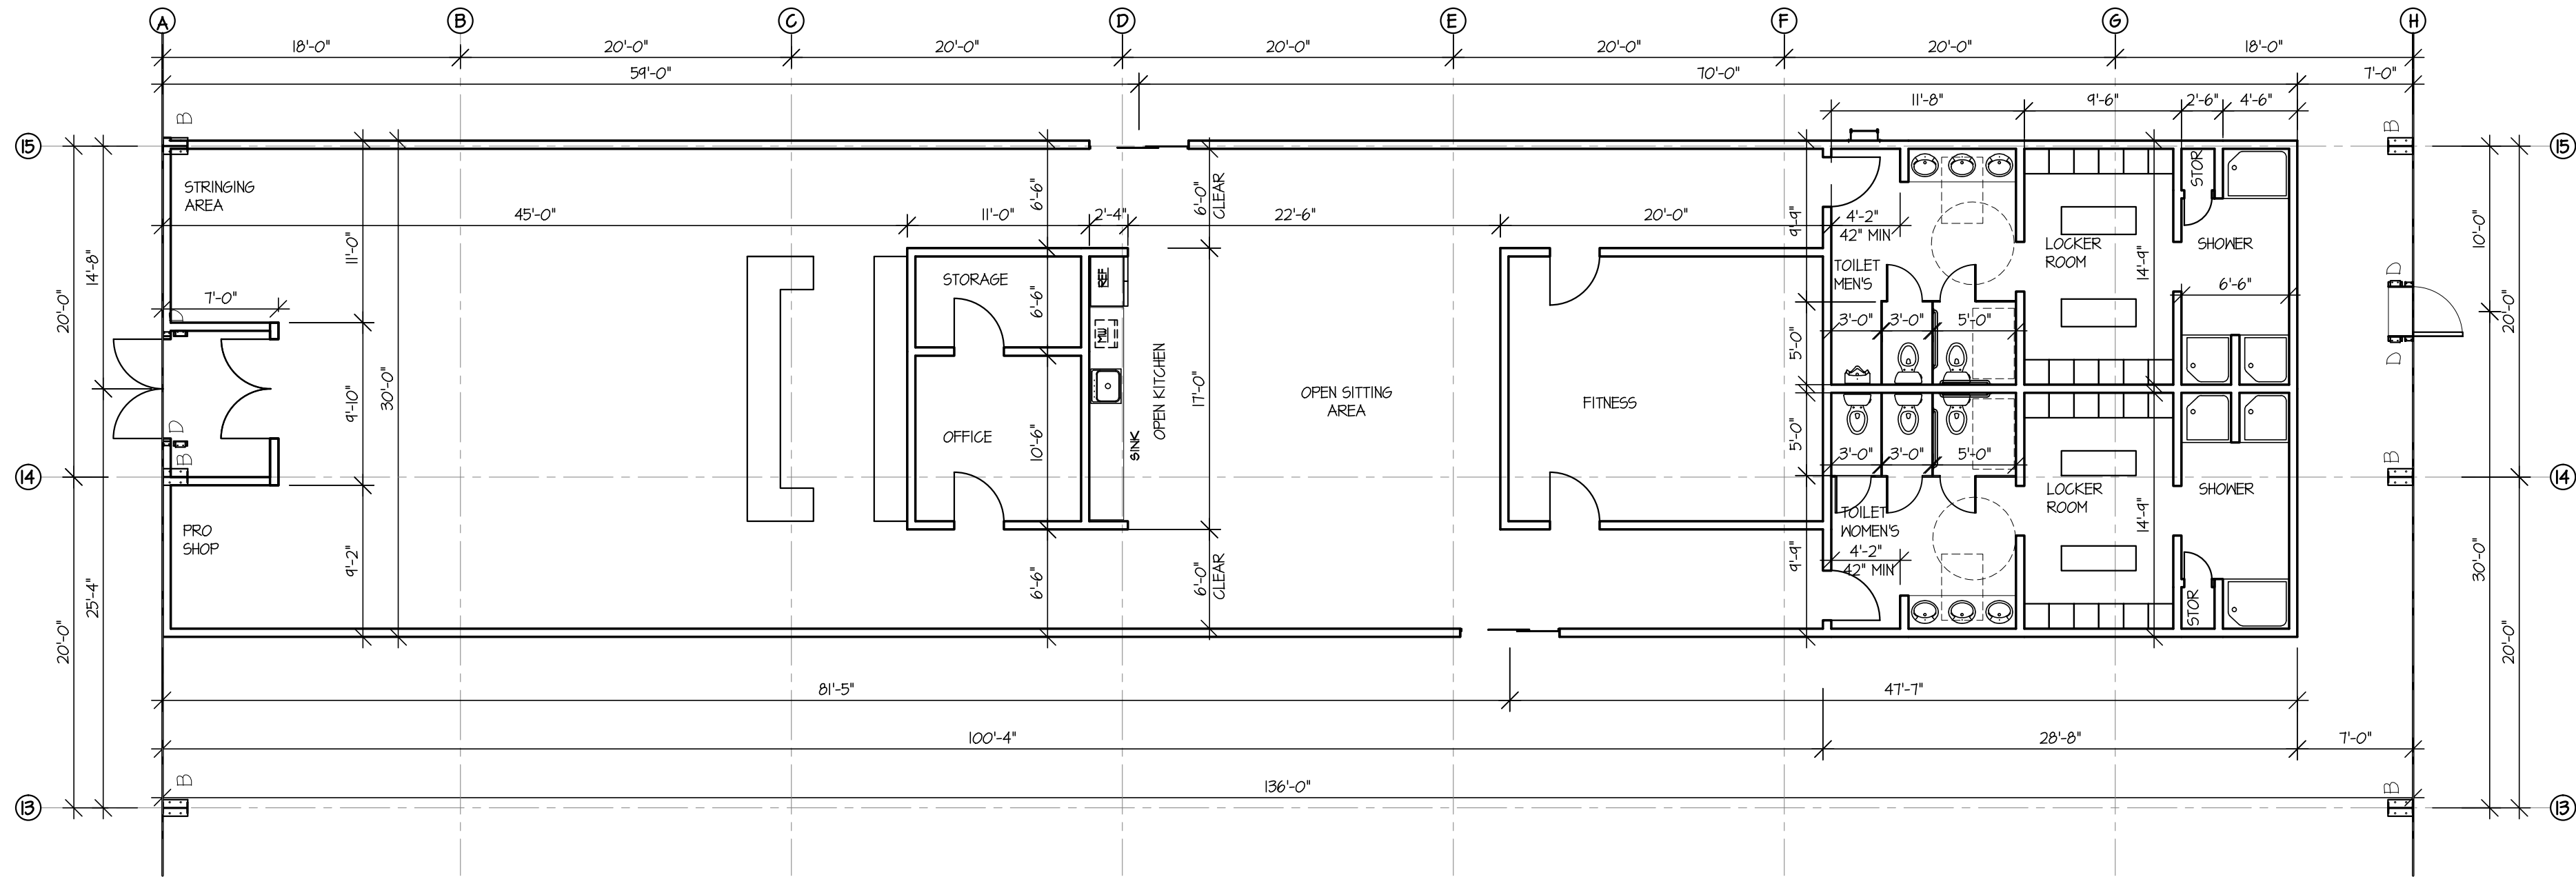 A B C D E F G H
18'-0" 20'-0" 20'-0" 20'-0" 20'-0" 20'-0" 18'-0"
59'-0" 70'-0" 7'-0"
11'-8" 9'-6" 2'-6" 4'-6"
B B
15 15
STRINGING
AREA
STOR
45'-0" 11'-0" 2'-4" 22'-6" 20'-0" 4'-2"
42" MIN
6'-6" 6'-0" CLEAR 9'-9"
14'-8" 11'-0" 10'-0"
LOCKER
ROOM
SHOWER
TOILET
MEN'S
14'-9"
STORAGE REF
D
7'-0" 6'-6"
20'-0" 6'-6" 20'-0"
MU
3'-0" 3'-0" 5'-0"
5'-0"
D
OPEN KITCHEN
9'-10" 30'-0" 17'-0"
OPEN SITTING
AREA
FITNESS
OFFICE
D
SINK
10'-6" 5'-0"
3'-0" 3'-0" 5'-0"
B B
14 14
LOCKER
ROOM
SHOWER
TOILET
WOMEN'S
14'-9"
PRO
SHOP
4'-2"
42" MIN
9'-2" 6'-6" 6'-0" CLEAR 9'-9"
25'-4" 30'-0"
STOR
20'-0" 20'-0"
81'-5" 47'-7"
100'-4" 28'-8" 7'-0"
136'-0"
B B
13 13